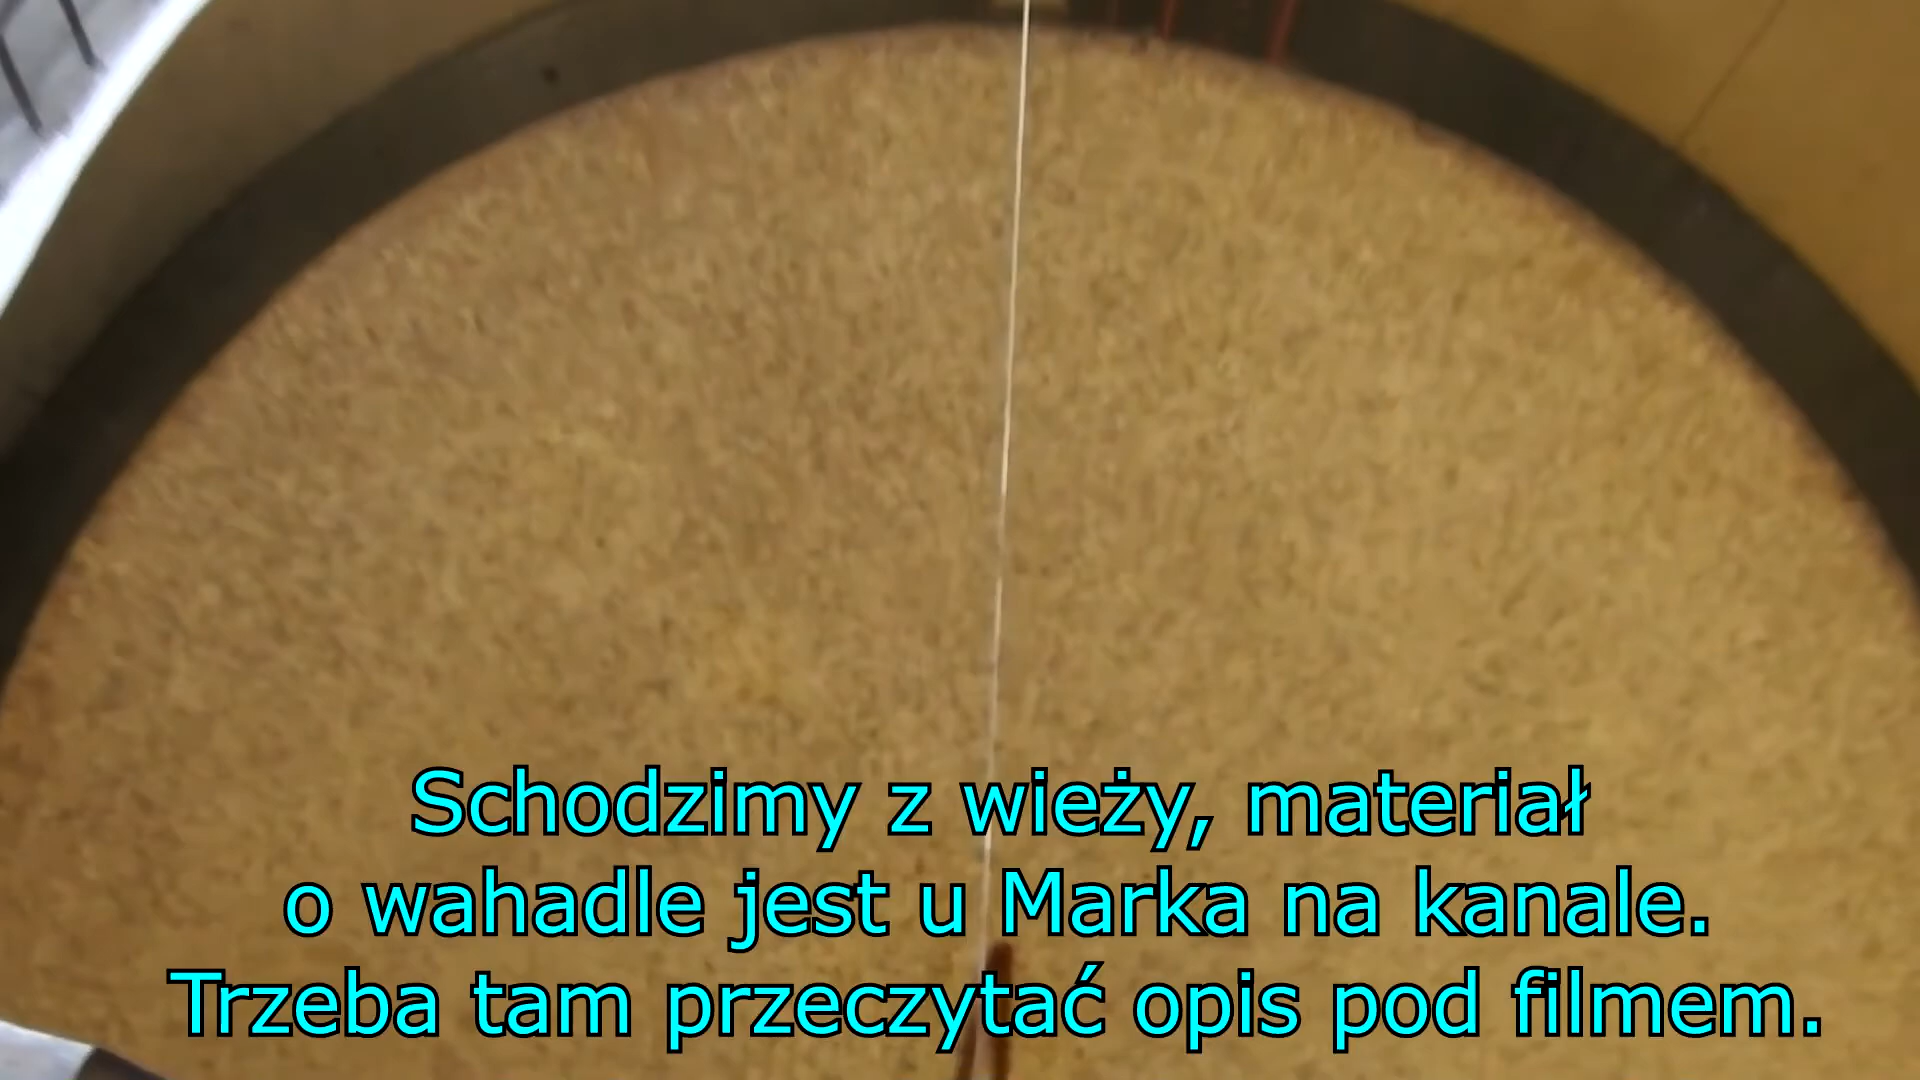 Schodzimy z wieży, materiał
o wahadle jest u Marka na kanale.
Trzeba tam przeczytać opis pod filmem.